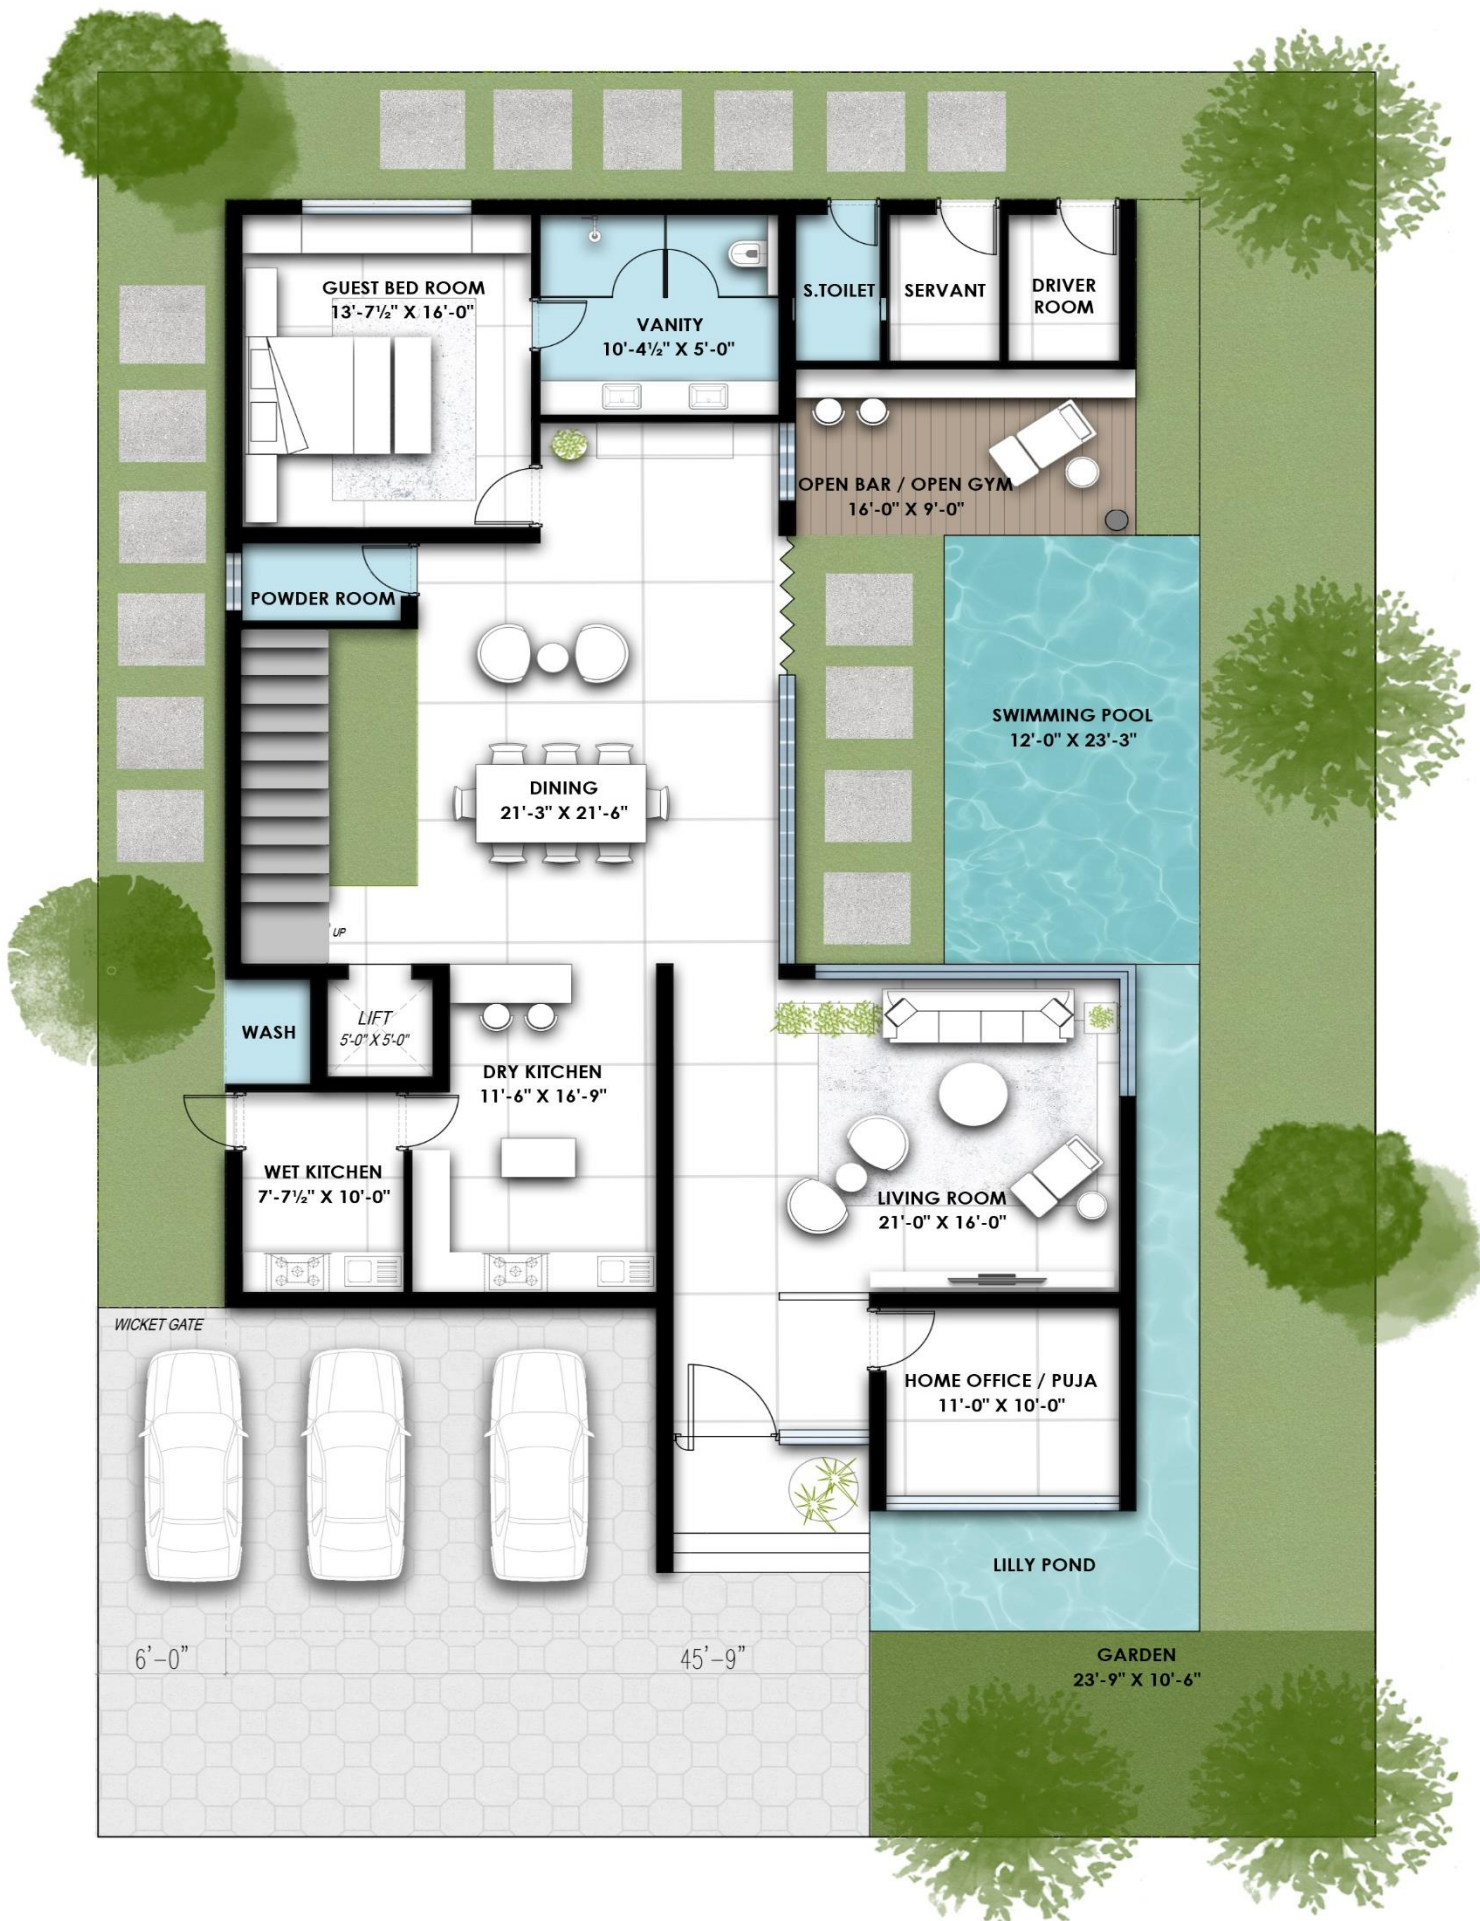 GUEST BED ROOM
13'-7½" X 16'-0"
VANITY
10'-4½" X 5'-0"
S.TOILET
SERVANT
DRIVER
ROOM
OPEN BAR / OPEN GYM
16'-0" X 9'-0"
POWDER ROOM
SWIMMING POOL
12'-0" X 23'-3"
DINING
21'-3" X 21'-6"
UP
WASH
LIFT
5'-0" X 5'-0"
DRY KITCHEN
11'-6" X 16'-9"
WET KITCHEN
7'-7½" X 10'-0"
LIVING ROOM
21'-0" X 16'-0"
WICKET GATE
HOME OFFICE / PUJA
11'-0" X 10'-0"
LILLY POND
6'-0"
45'-9"
GARDEN
23'-9" X 10'-6"